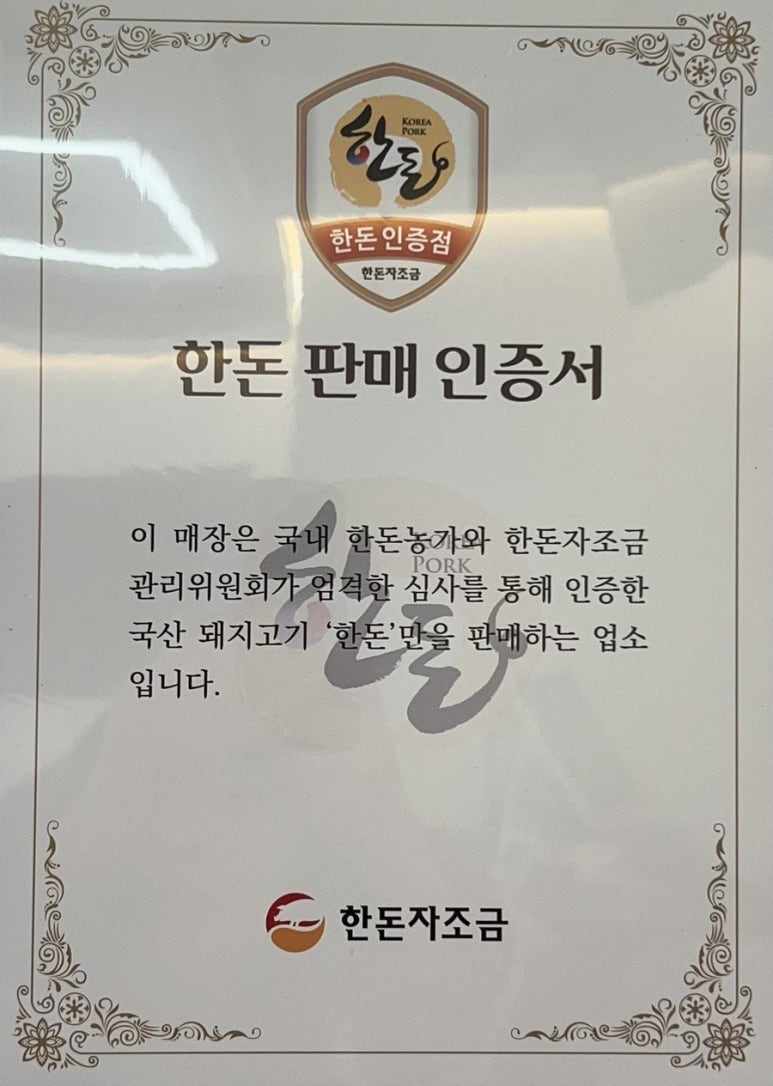 KOREA
PORK
한돈
한돈 인증점
한돈자조금
한돈 판매 인증서
이 매장은 국내 한돈농가와 한돈자조금
관리위원회가 엄격한 심사를 통해 인증한
국산 돼지고기 ‘한돈’만을 판매하는 업소
입니다.
KOREA
PORK
한돈
한돈자조금